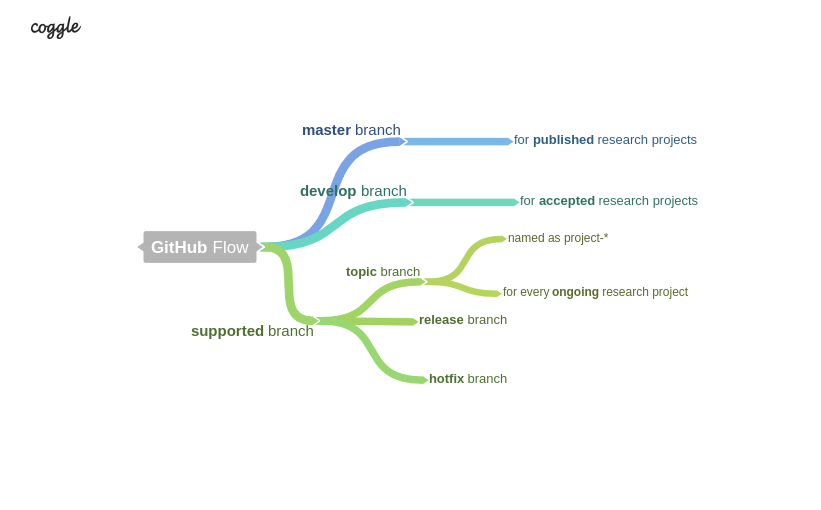 coggle
master branch
for published research projects
develop branch
for accepted research projects
GitHub Flow
named as project-*
topic branch
for every ongoing research project
release branch
supported branch
hotfix branch